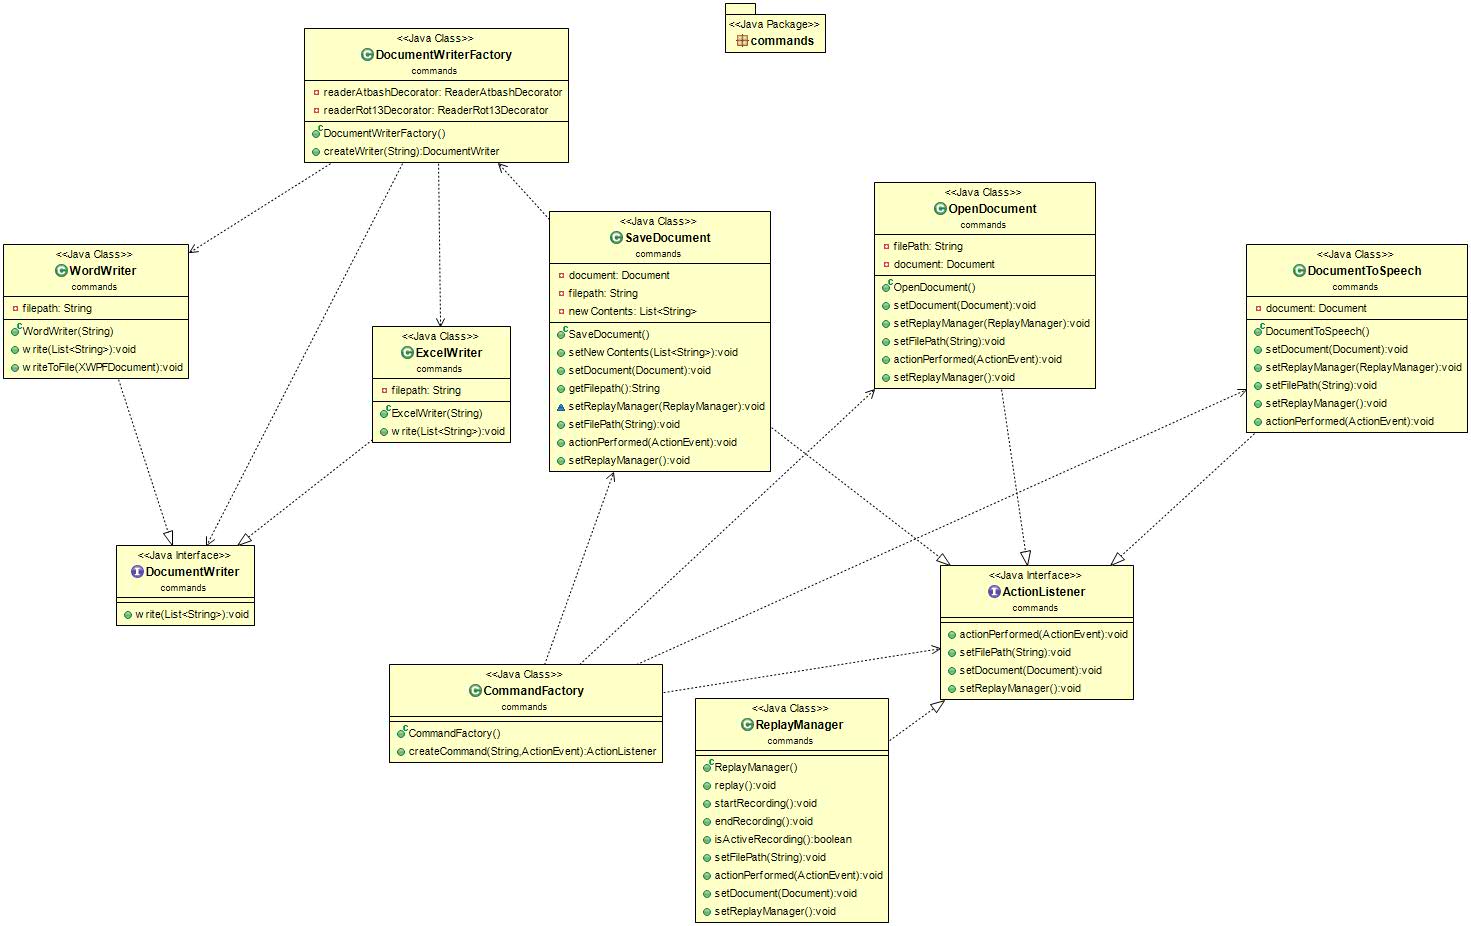 <<Java Package>>
commands
<<Java Class>>
DocumentWriterFactory
commands
readerAtbashDecorator: ReaderAtbashDecorator
readerRot13Decorator: ReaderRot13Decorator
DocumentWriterFactory()
createWriter(String):DocumentWriter
<<Java Class>>
WordWriter
commands
filepath: String
WordWriter(String)
write(List<String>):void
writeToFile(XWPFDocument):void
<<Java Class>>
ExcelWriter
commands
filepath: String
ExcelWriter(String)
write(List<String>):void
<<Java Class>>
SaveDocument
commands
document: Document
filepath: String
newContents: List<String>
SaveDocument()
setNewContents(List<String>):void
setDocument(Document):void
getFilepath():String
setReplayManager(ReplayManager):void
setFilePath(String):void
actionPerformed(ActionEvent):void
setReplayManager():void
<<Java Class>>
OpenDocument
commands
filePath: String
document: Document
OpenDocument()
setDocument(Document):void
setReplayManager(ReplayManager):void
setFilePath(String):void
actionPerformed(ActionEvent):void
setReplayManager():void
<<Java Class>>
DocumentToSpeech
commands
document: Document
DocumentToSpeech()
setDocument(Document):void
setReplayManager(ReplayManager):void
setFilePath(String):void
setReplayManager():void
actionPerformed(ActionEvent):void
<<Java Interface>>
DocumentWriter
commands
write(List<String>):void
<<Java Interface>>
ActionListener
commands
actionPerformed(ActionEvent):void
setFilePath(String):void
setDocument(Document):void
setReplayManager():void
<<Java Class>>
CommandFactory
commands
CommandFactory()
createCommand(String,ActionEvent):ActionListener
<<Java Class>>
ReplayManager
commands
ReplayManager()
replay():void
startRecording():void
endRecording():void
isActiveRecording():boolean
setFilePath(String):void
actionPerformed(ActionEvent):void
setDocument(Document):void
setReplayManager():void